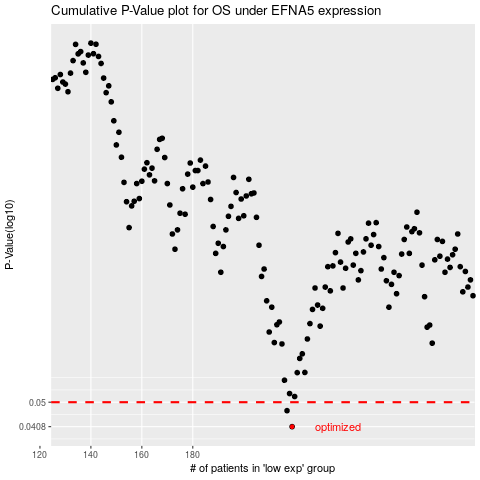 Cumulative P-Value plot for OS under EFNA5 expression
P-Value(log10)
0.05
0.0408
optimized
120 140 160 180
# of patients in 'low exp' group